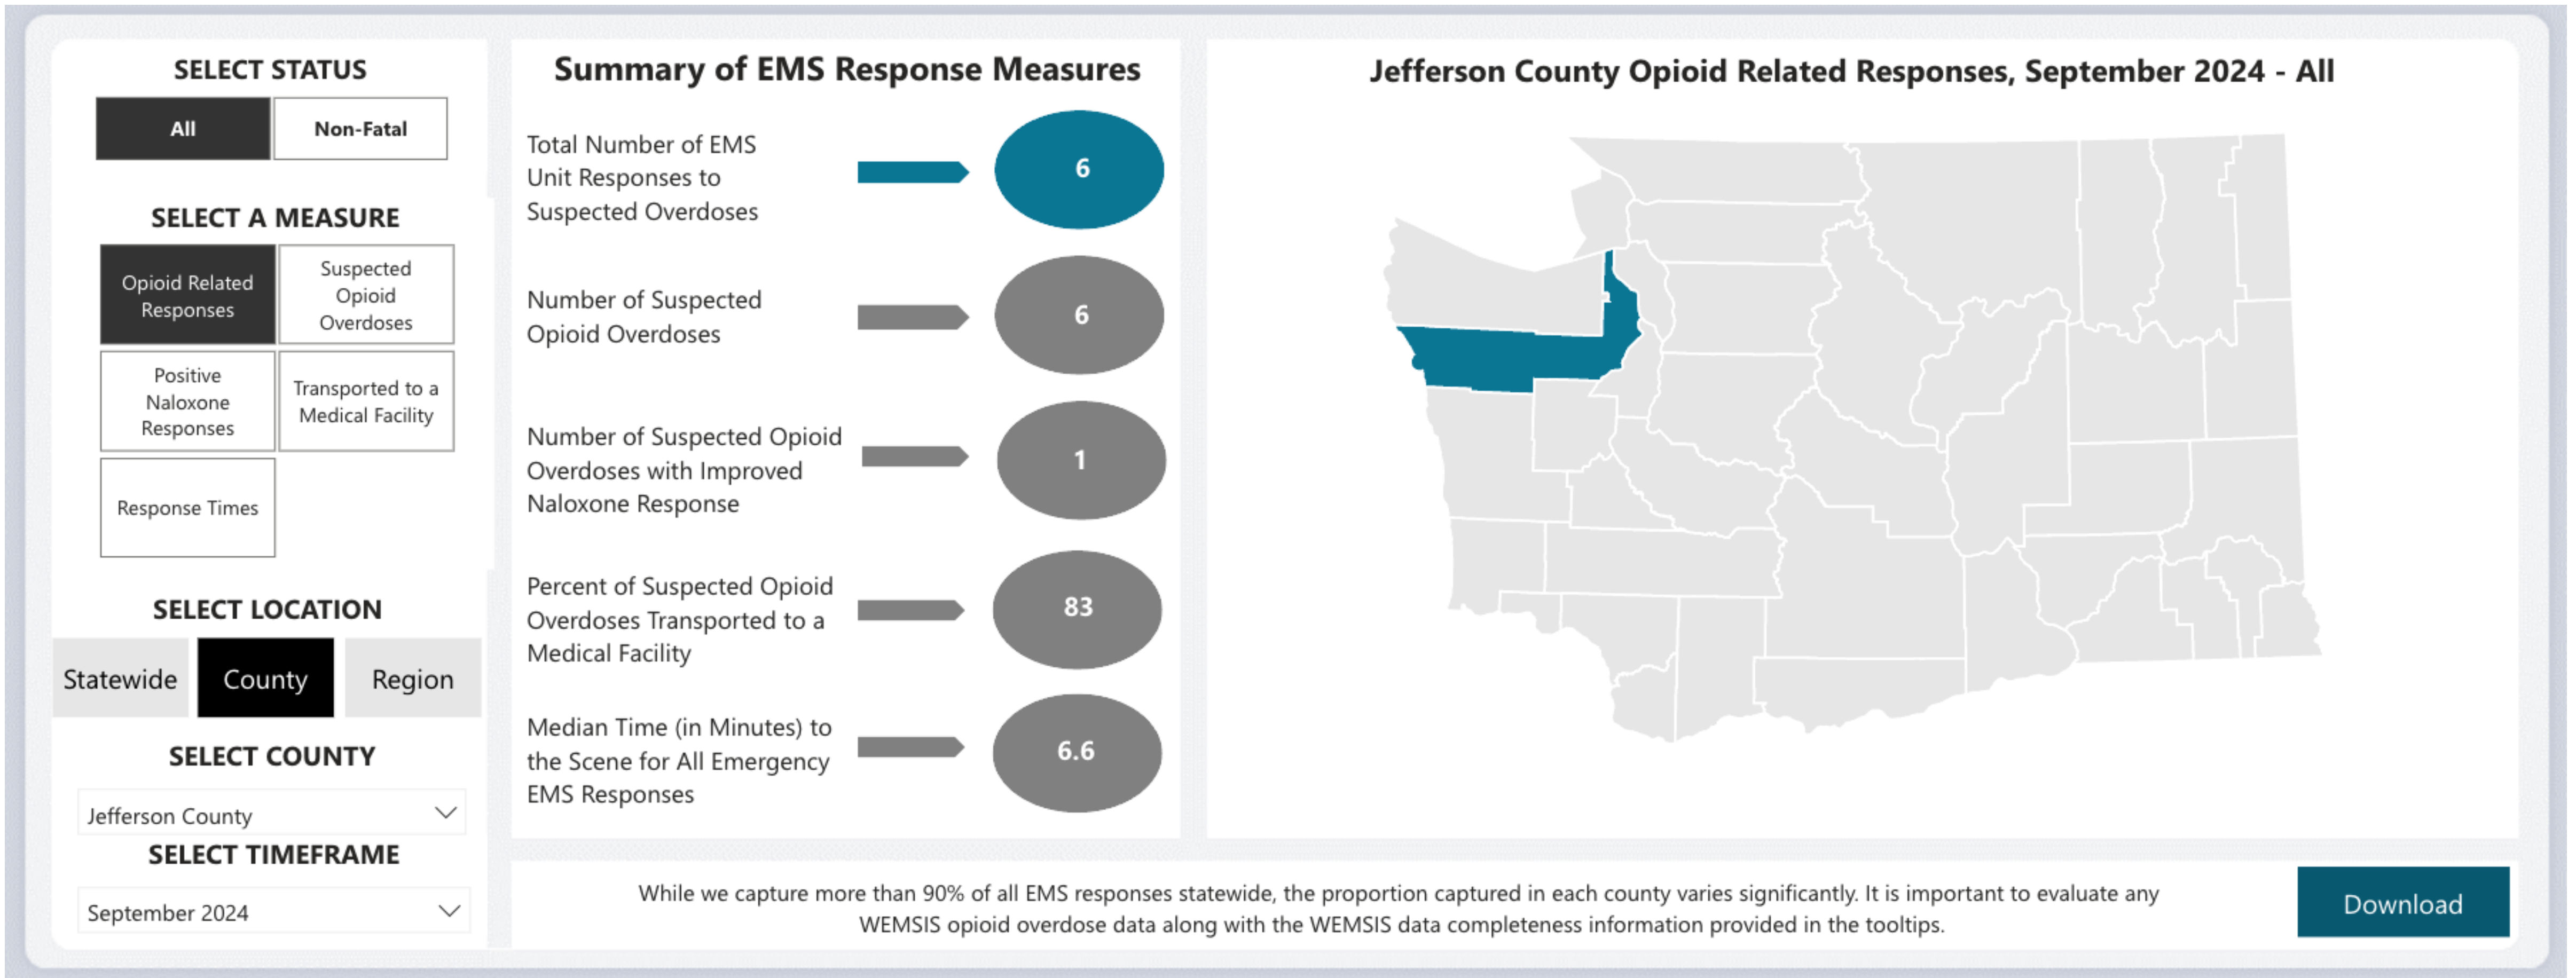 SELECT STATUS
All
Non-Fatal
SELECT A MEASURE
Opioid Related
Responses
Suspected
Opioid
Overdoses
Positive
Naloxone
Responses
Transported to a
Medical Facility
Response Times
SELECT LOCATION
Statewide
County
Region
SELECT COUNTY
Jefferson County
SELECT TIMEFRAME
September 2024
Summary of EMS Response Measures
Total Number of EMS
Unit Responses to
Suspected Overdoses
6
Number of Suspected
Opioid Overdoses
6
Number of Suspected Opioid
Overdoses with Improved
Naloxone Response
1
Percent of Suspected Opioid
Overdoses Transported to a
Medical Facility
83
Median Time (in Minutes) to
the Scene for All Emergency
EMS Responses
6.6
Jefferson County Opioid Related Responses, September 2024 - All
While we capture more than 90% of all EMS responses statewide, the proportion captured in each county varies significantly. It is important to evaluate any
WEMSIS opioid overdose data along with the WEMSIS data completeness information provided in the tooltips.
Download